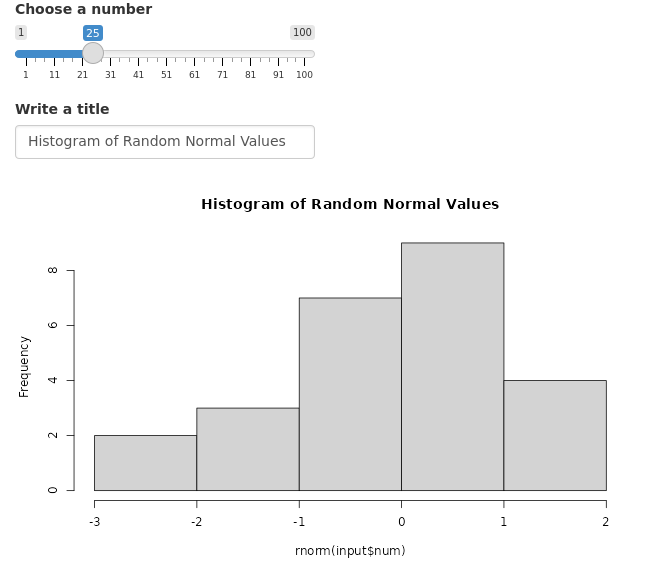 Choose a number
1 25 100
1 11 21 31 41 51 61 71 81 91 100
Write a title
Histogram of Random Normal Values
Histogram of Random Normal Values
8
6
4
2
0
Frequency
-3 -2 -1 0 1 2
rnorm(input$num)